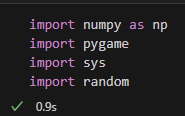 import numpy as np
import pygame
import sys
import random
0.9s